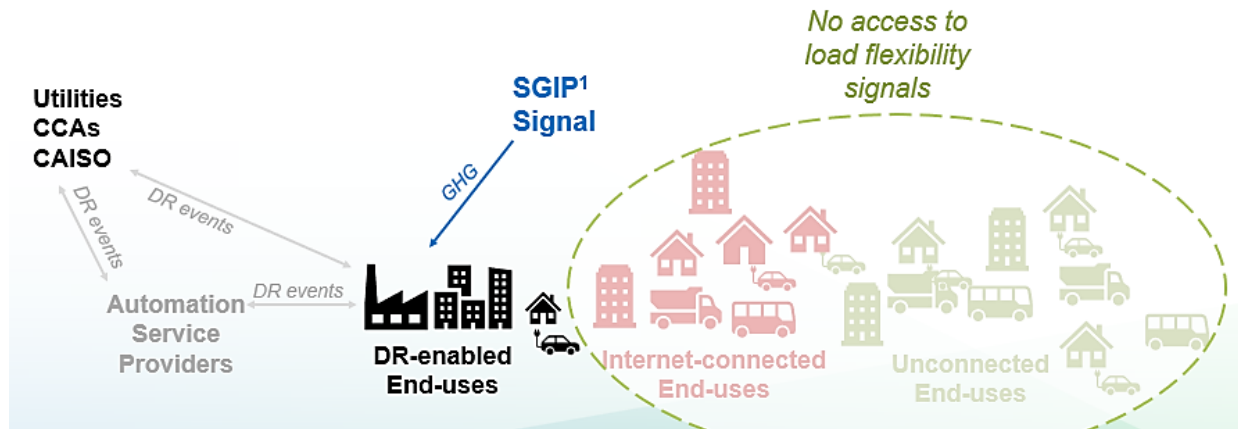 No access to
load flexibility
signals
SGIP¹
Signal
Utilities
CCAs
CAISO
GHG
DR events
DR events
DR events
Automation
Service
Providers
DR-enabled
End-uses
Internet-connected
End-uses
Unconnected
End-uses